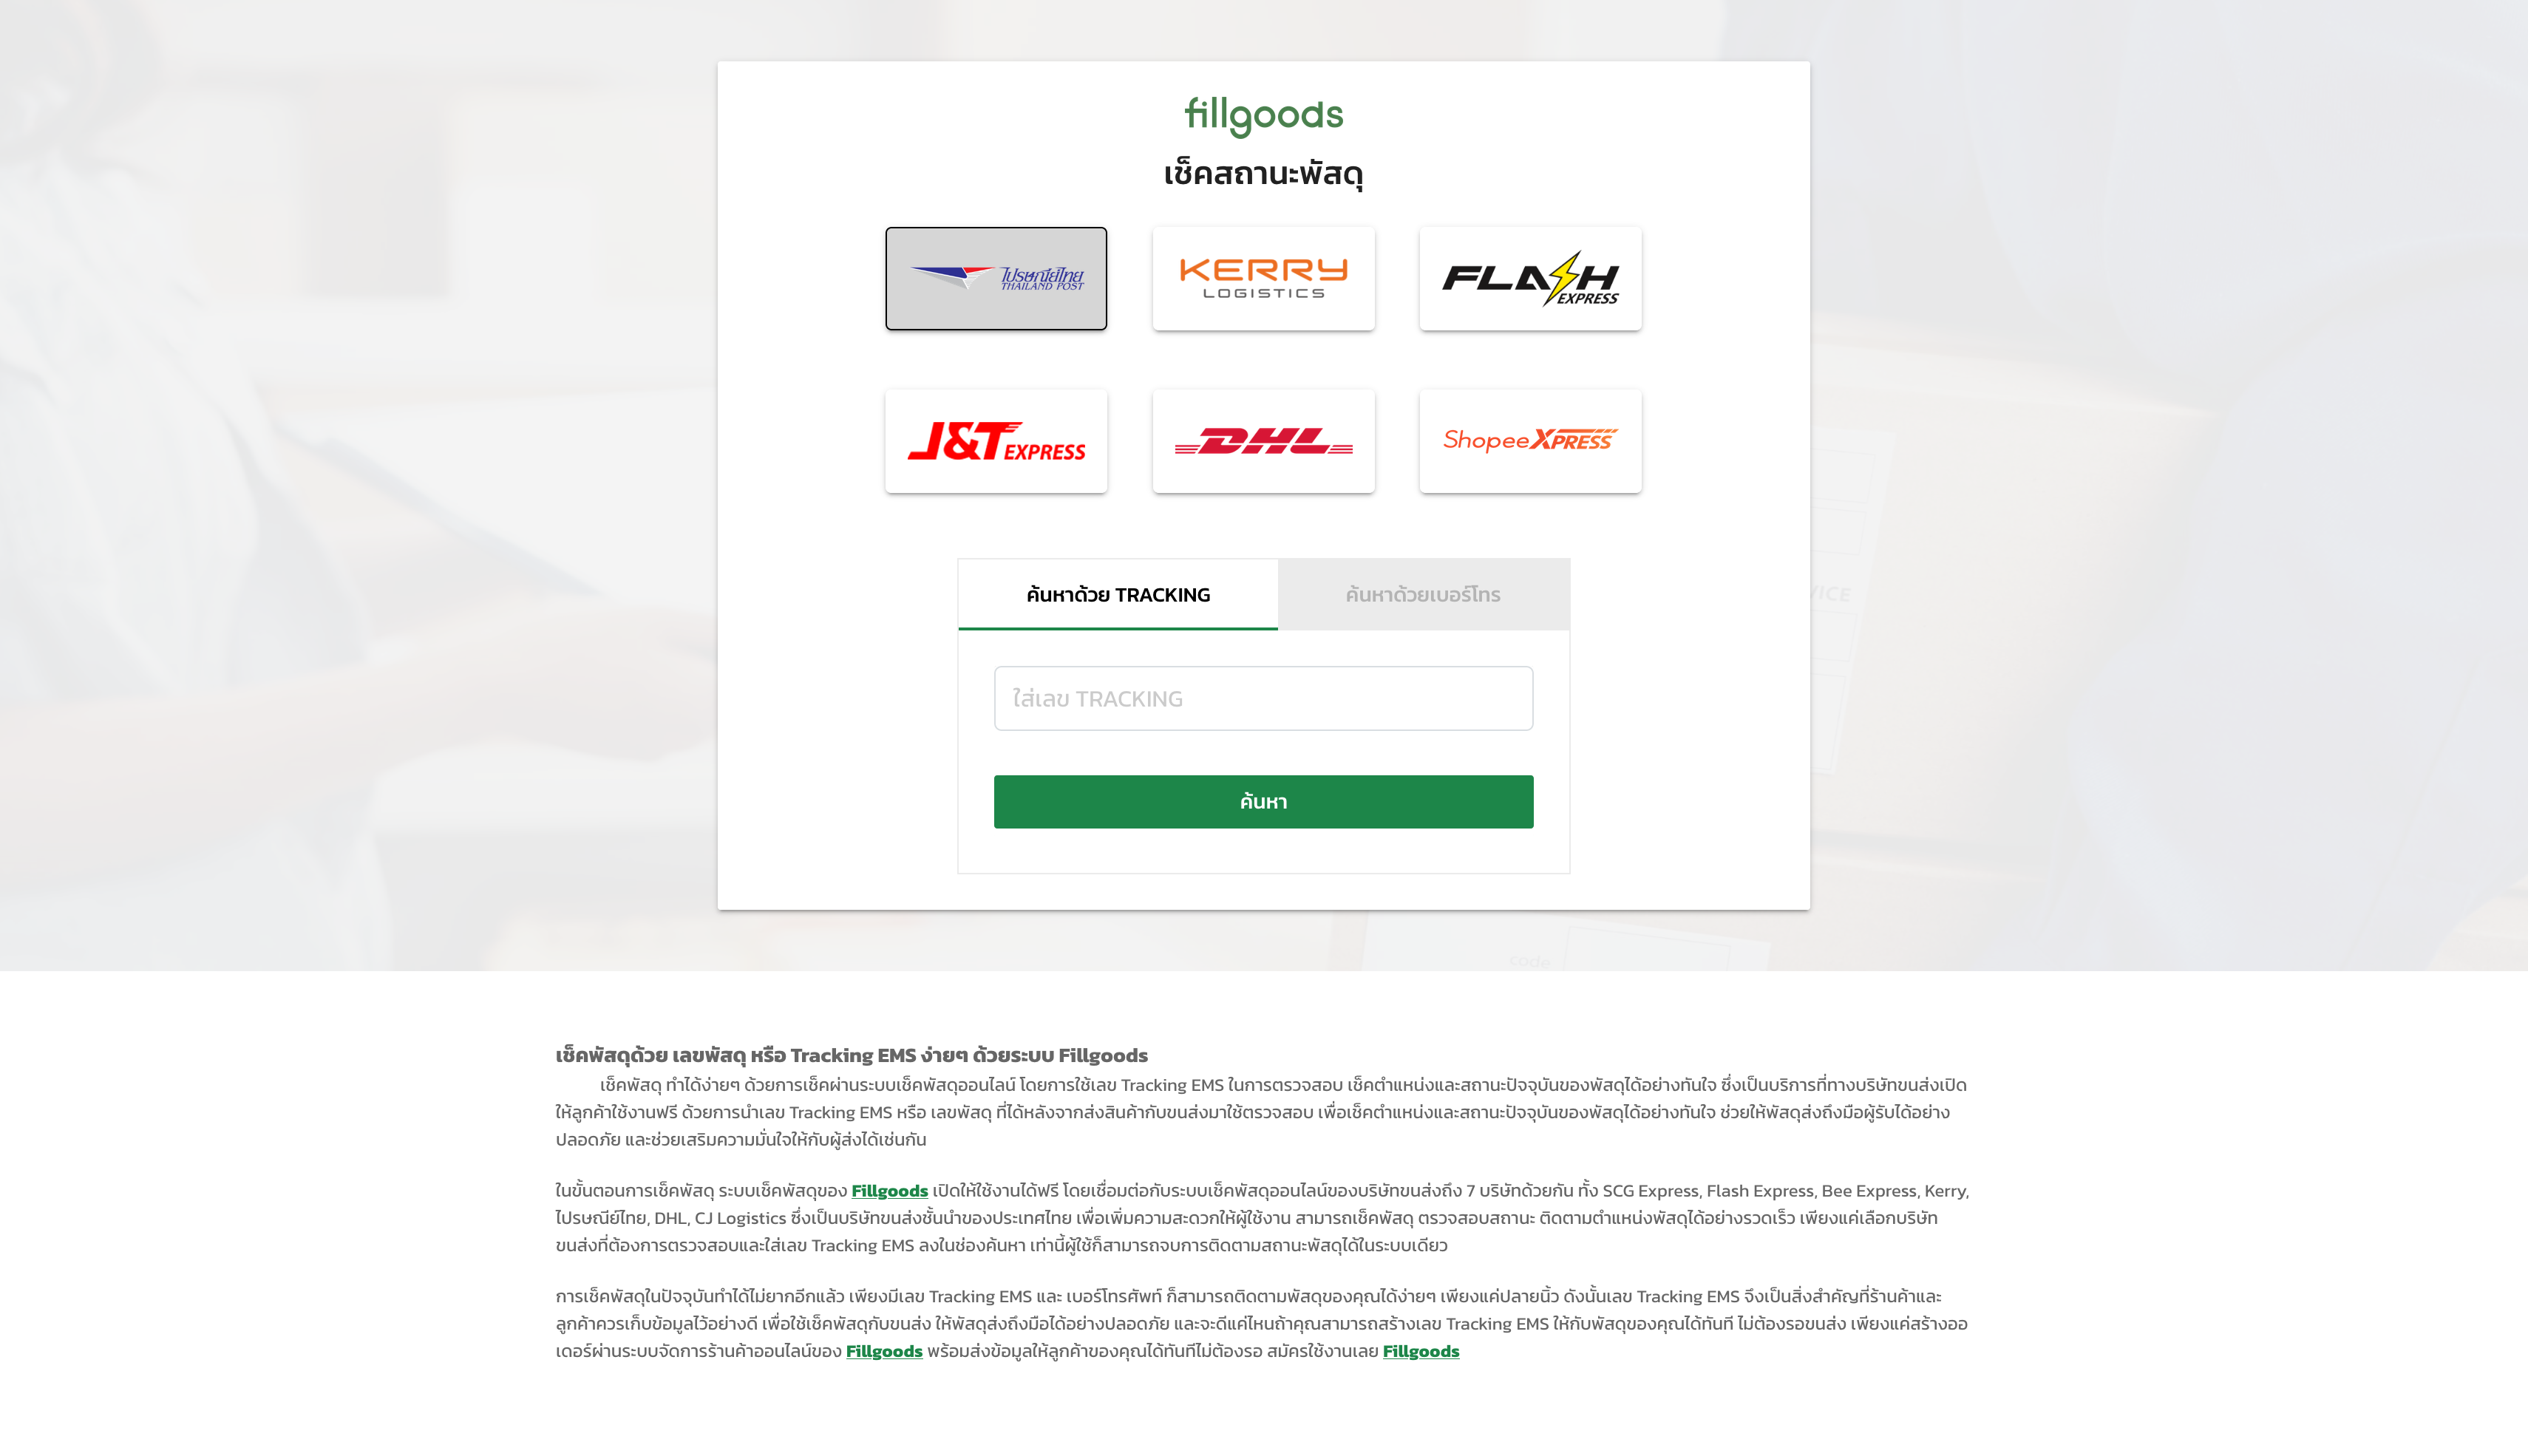 fillgoods
เช็คสถานะพัสดุ
ไปรษณีย์ไทย
THAILAND POST
KERRY
LOGISTICS
FLASH
EXPRESS
J&T EXPRESS
DHL
Shopee XPRESS
ค้นหาด้วย TRACKING
ค้นหาด้วยเบอร์โทร
VICE
ใส่เลข TRACKING
ค้นหา
code
เช็คพัสดุด้วย เลขพัสดุ หรือ Tracking EMS ง่ายๆ ด้วยระบบ Fillgoods
เช็คพัสดุ ทำได้ง่ายๆ ด้วยการเช็คผ่านระบบเช็คพัสดุออนไลน์ โดยการใช้เลข Tracking EMS ในการตรวจสอบ เช็คตำแหน่งและสถานะปัจจุบันของพัสดุได้อย่างทันใจ ซึ่งเป็นบริการที่ทางบริษัทขนส่งเปิด
ให้ลูกค้าใช้งานฟรี ด้วยการนำเลข Tracking EMS หรือ เลขพัสดุ ที่ได้หลังจากส่งสินค้ากับขนส่งมาใช้ตรวจสอบ เพื่อเช็คตำแหน่งและสถานะปัจจุบันของพัสดุได้อย่างทันใจ ช่วยให้พัสดุส่งถึงมือผู้รับได้อย่าง
ปลอดภัย และช่วยเสริมความมั่นใจให้กับผู้ส่งได้เช่นกัน
ในขั้นตอนการเช็คพัสดุ ระบบเช็คพัสดุของ Fillgoods เปิดให้ใช้งานได้ฟรี โดยเชื่อมต่อกับระบบเช็คพัสดุออนไลน์ของบริษัทขนส่งถึง 7 บริษัทด้วยกัน ทั้ง SCG Express, Flash Express, Bee Express, Kerry,
ไปรษณีย์ไทย, DHL, CJ Logistics ซึ่งเป็นบริษัทขนส่งชั้นนำของประเทศไทย เพื่อเพิ่มความสะดวกให้ผู้ใช้งาน สามารถเช็คพัสดุ ตรวจสอบสถานะ ติดตามตำแหน่งพัสดุได้อย่างรวดเร็ว เพียงแค่เลือกบริษัท
ขนส่งที่ต้องการตรวจสอบและใส่เลข Tracking EMS ลงในช่องค้นหา เท่านี้ผู้ใช้ก็สามารถจบการติดตามสถานะพัสดุได้ในระบบเดียว
การเช็คพัสดุในปัจจุบันทำได้ไม่ยากอีกแล้ว เพียงมีเลข Tracking EMS และ เบอร์โทรศัพท์ ก็สามารถติดตามพัสดุของคุณได้ง่ายๆ เพียงแค่ปลายนิ้ว ดังนั้นเลข Tracking EMS จึงเป็นสิ่งสำคัญที่ร้านค้าและ
ลูกค้าควรเก็บข้อมูลไว้อย่างดี เพื่อใช้เช็คพัสดุกับขนส่ง ให้พัสดุส่งถึงมือได้อย่างปลอดภัย และจะดีแค่ไหนถ้าคุณสามารถสร้างเลข Tracking EMS ให้กับพัสดุของคุณได้ทันที ไม่ต้องรอขนส่ง เพียงแค่สร้างออ
เดอร์ผ่านระบบจัดการร้านค้าออนไลน์ของ Fillgoods พร้อมส่งข้อมูลให้ลูกค้าของคุณได้ทันทีไม่ต้องรอ สมัครใช้งานเลย Fillgoods